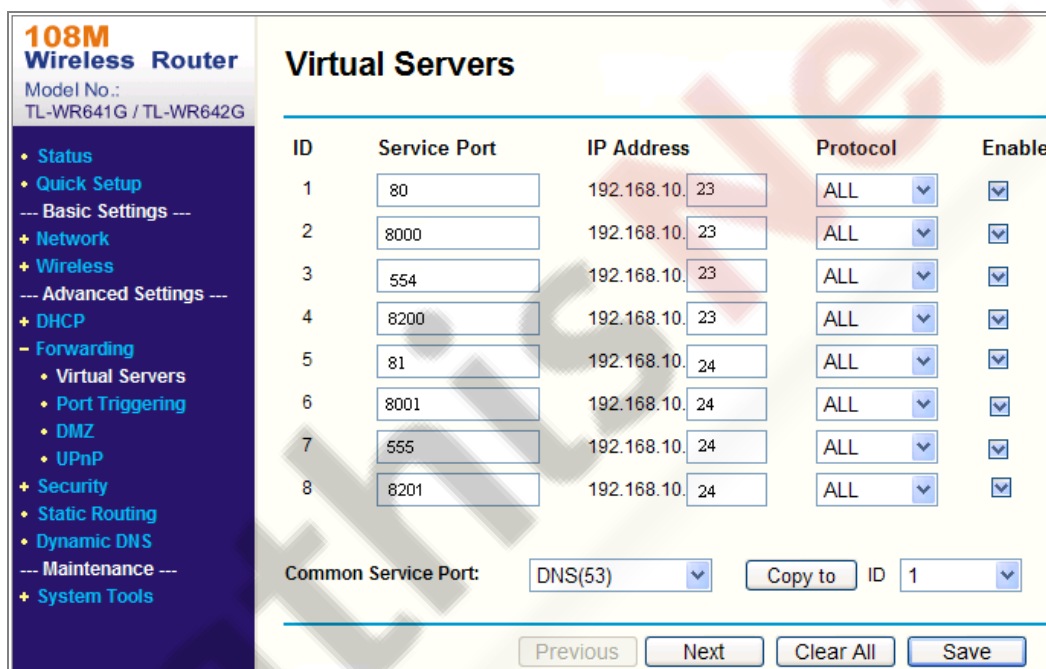 108M
Wireless Router
Model No.:
TL-WR641G / TL-WR642G
Status
Quick Setup
--- Basic Settings ---
+ Network
+ Wireless
--- Advanced Settings ---
+ DHCP
– Forwarding
Virtual Servers
Port Triggering
DMZ
UPnP
+ Security
Static Routing
Dynamic DNS
--- Maintenance ---
+ System Tools
Virtual Servers
ID Service Port IP Address Protocol Enable
1 80 192.168.10. 23 ALL
2 8000 192.168.10. 23 ALL
3 554 192.168.10. 23 ALL
4 8200 192.168.10. 23 ALL
5 81 192.168.10. 24 ALL
6 8001 192.168.10. 24 ALL
7 555 192.168.10. 24 ALL
8 8201 192.168.10. 24 ALL
Common Service Port: DNS(53) Copy to ID 1
Previous Next Clear All Save